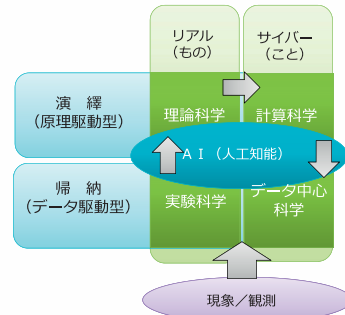 リアル
（もの）
サイバー
（こと）
演　繹
（原理駆動型）
理論科学
計算科学
ＡＩ（人工知能）
帰　納
（データ駆動型）
実験科学
データ中心
科学
現象／観測